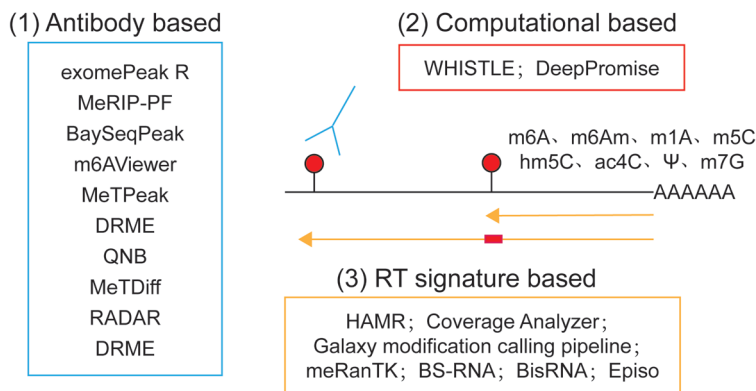 (1) Antibody based
exomePeak R
MeRIP-PF
BaySeqPeak
m6AViewer
MeTPeak
DRME
QNB
MeTDiff
RADAR
DRME
(2) Computational based
WHISTLE；DeepPromise
m6A、m6Am、m1A、m5C
hm5C、ac4C、Ψ、m7G
AAAAAA
(3) RT signature based
HAMR；Coverage Analyzer；
Galaxy modification calling pipeline；
meRanTK；BS-RNA；BisRNA；Episo